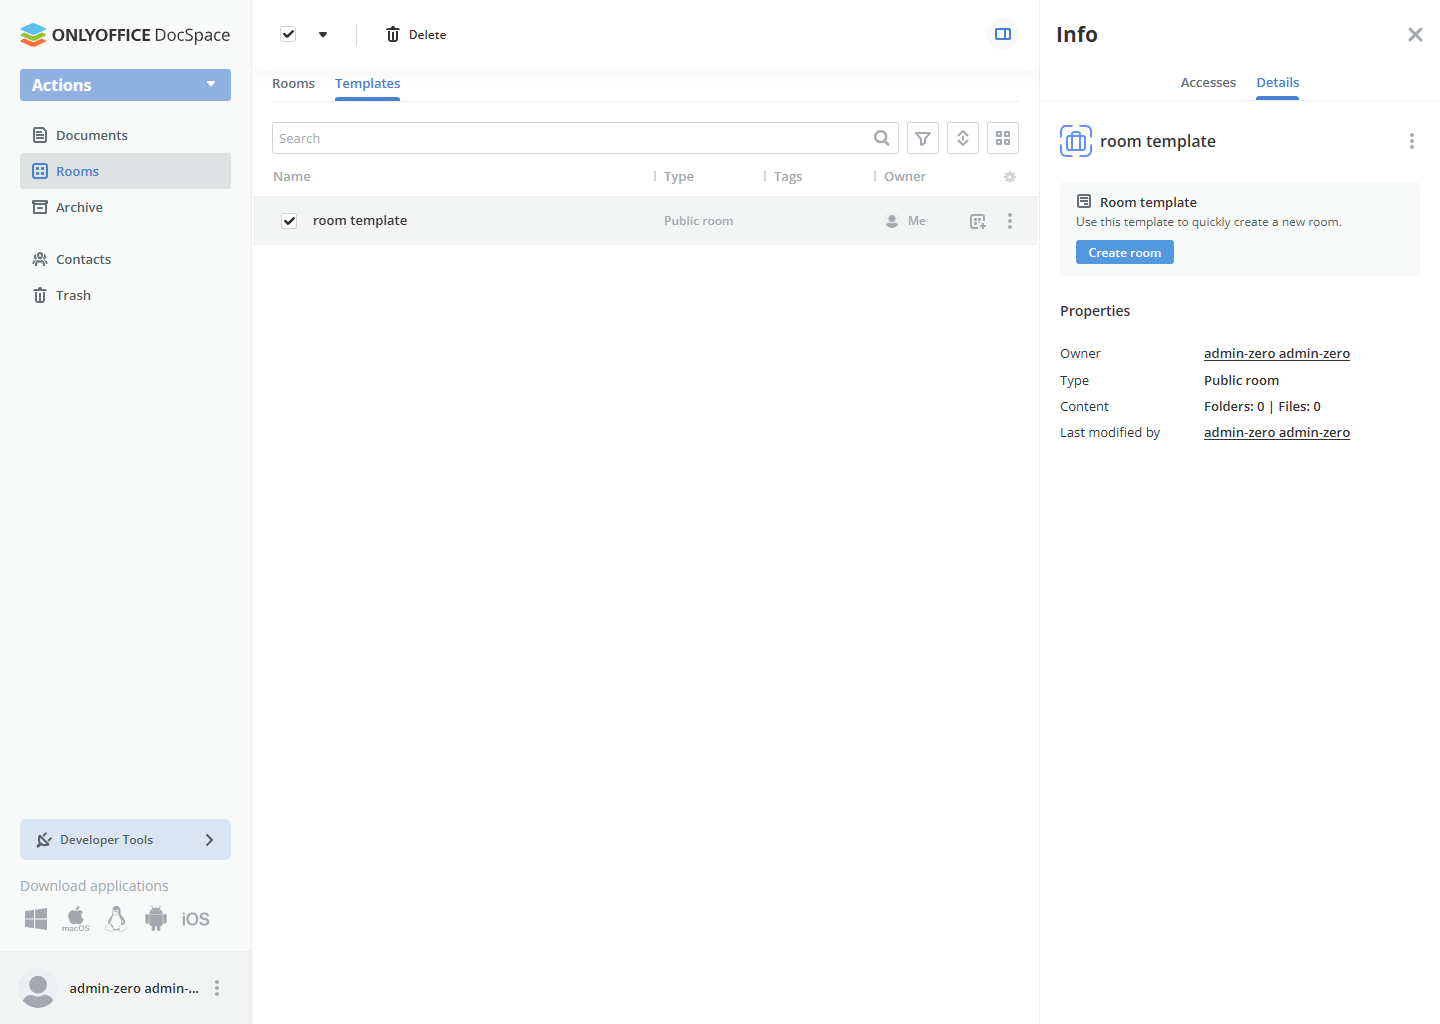 ONLYOFFICE DocSpace
Actions
Documents
Rooms
Archive
Contacts
Trash
Developer Tools
Download applications
macOS
iOS
admin-zero admin-...
Delete
Rooms
Templates
Search
Name
Type
Tags
Owner
room template
Public room
Me
Info
Accesses
Details
room template
Room template
Use this template to quickly create a new room.
Create room
Properties
Owner admin-zero admin-zero
Type Public room
Content Folders: 0 | Files: 0
Last modified by admin-zero admin-zero